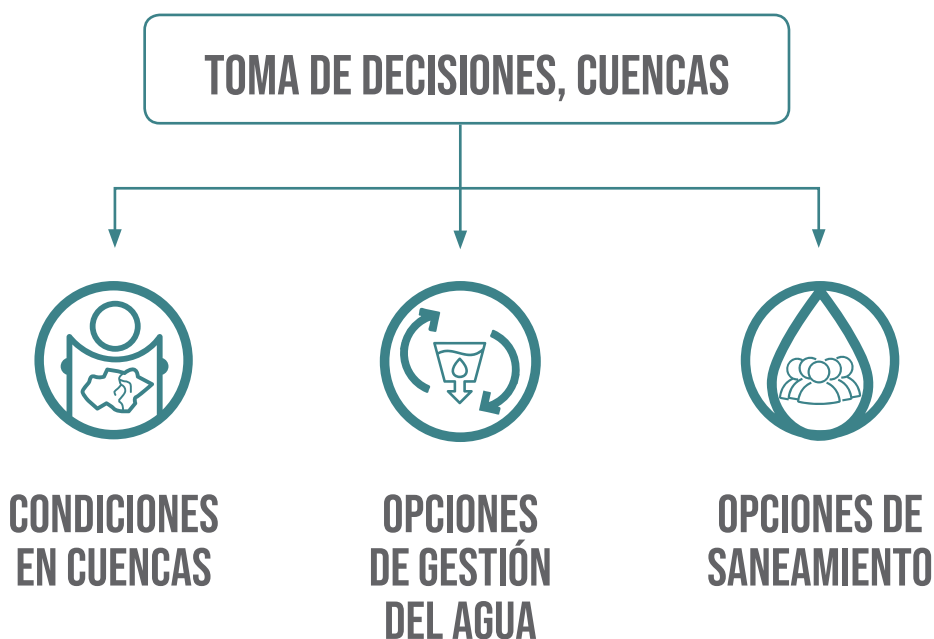 TOMA DE DECISIONES, CUENCAS
CONDICIONES
EN CUENCAS
OPCIONES
DE GESTIÓN
DEL AGUA
OPCIONES DE
SANEAMIENTO